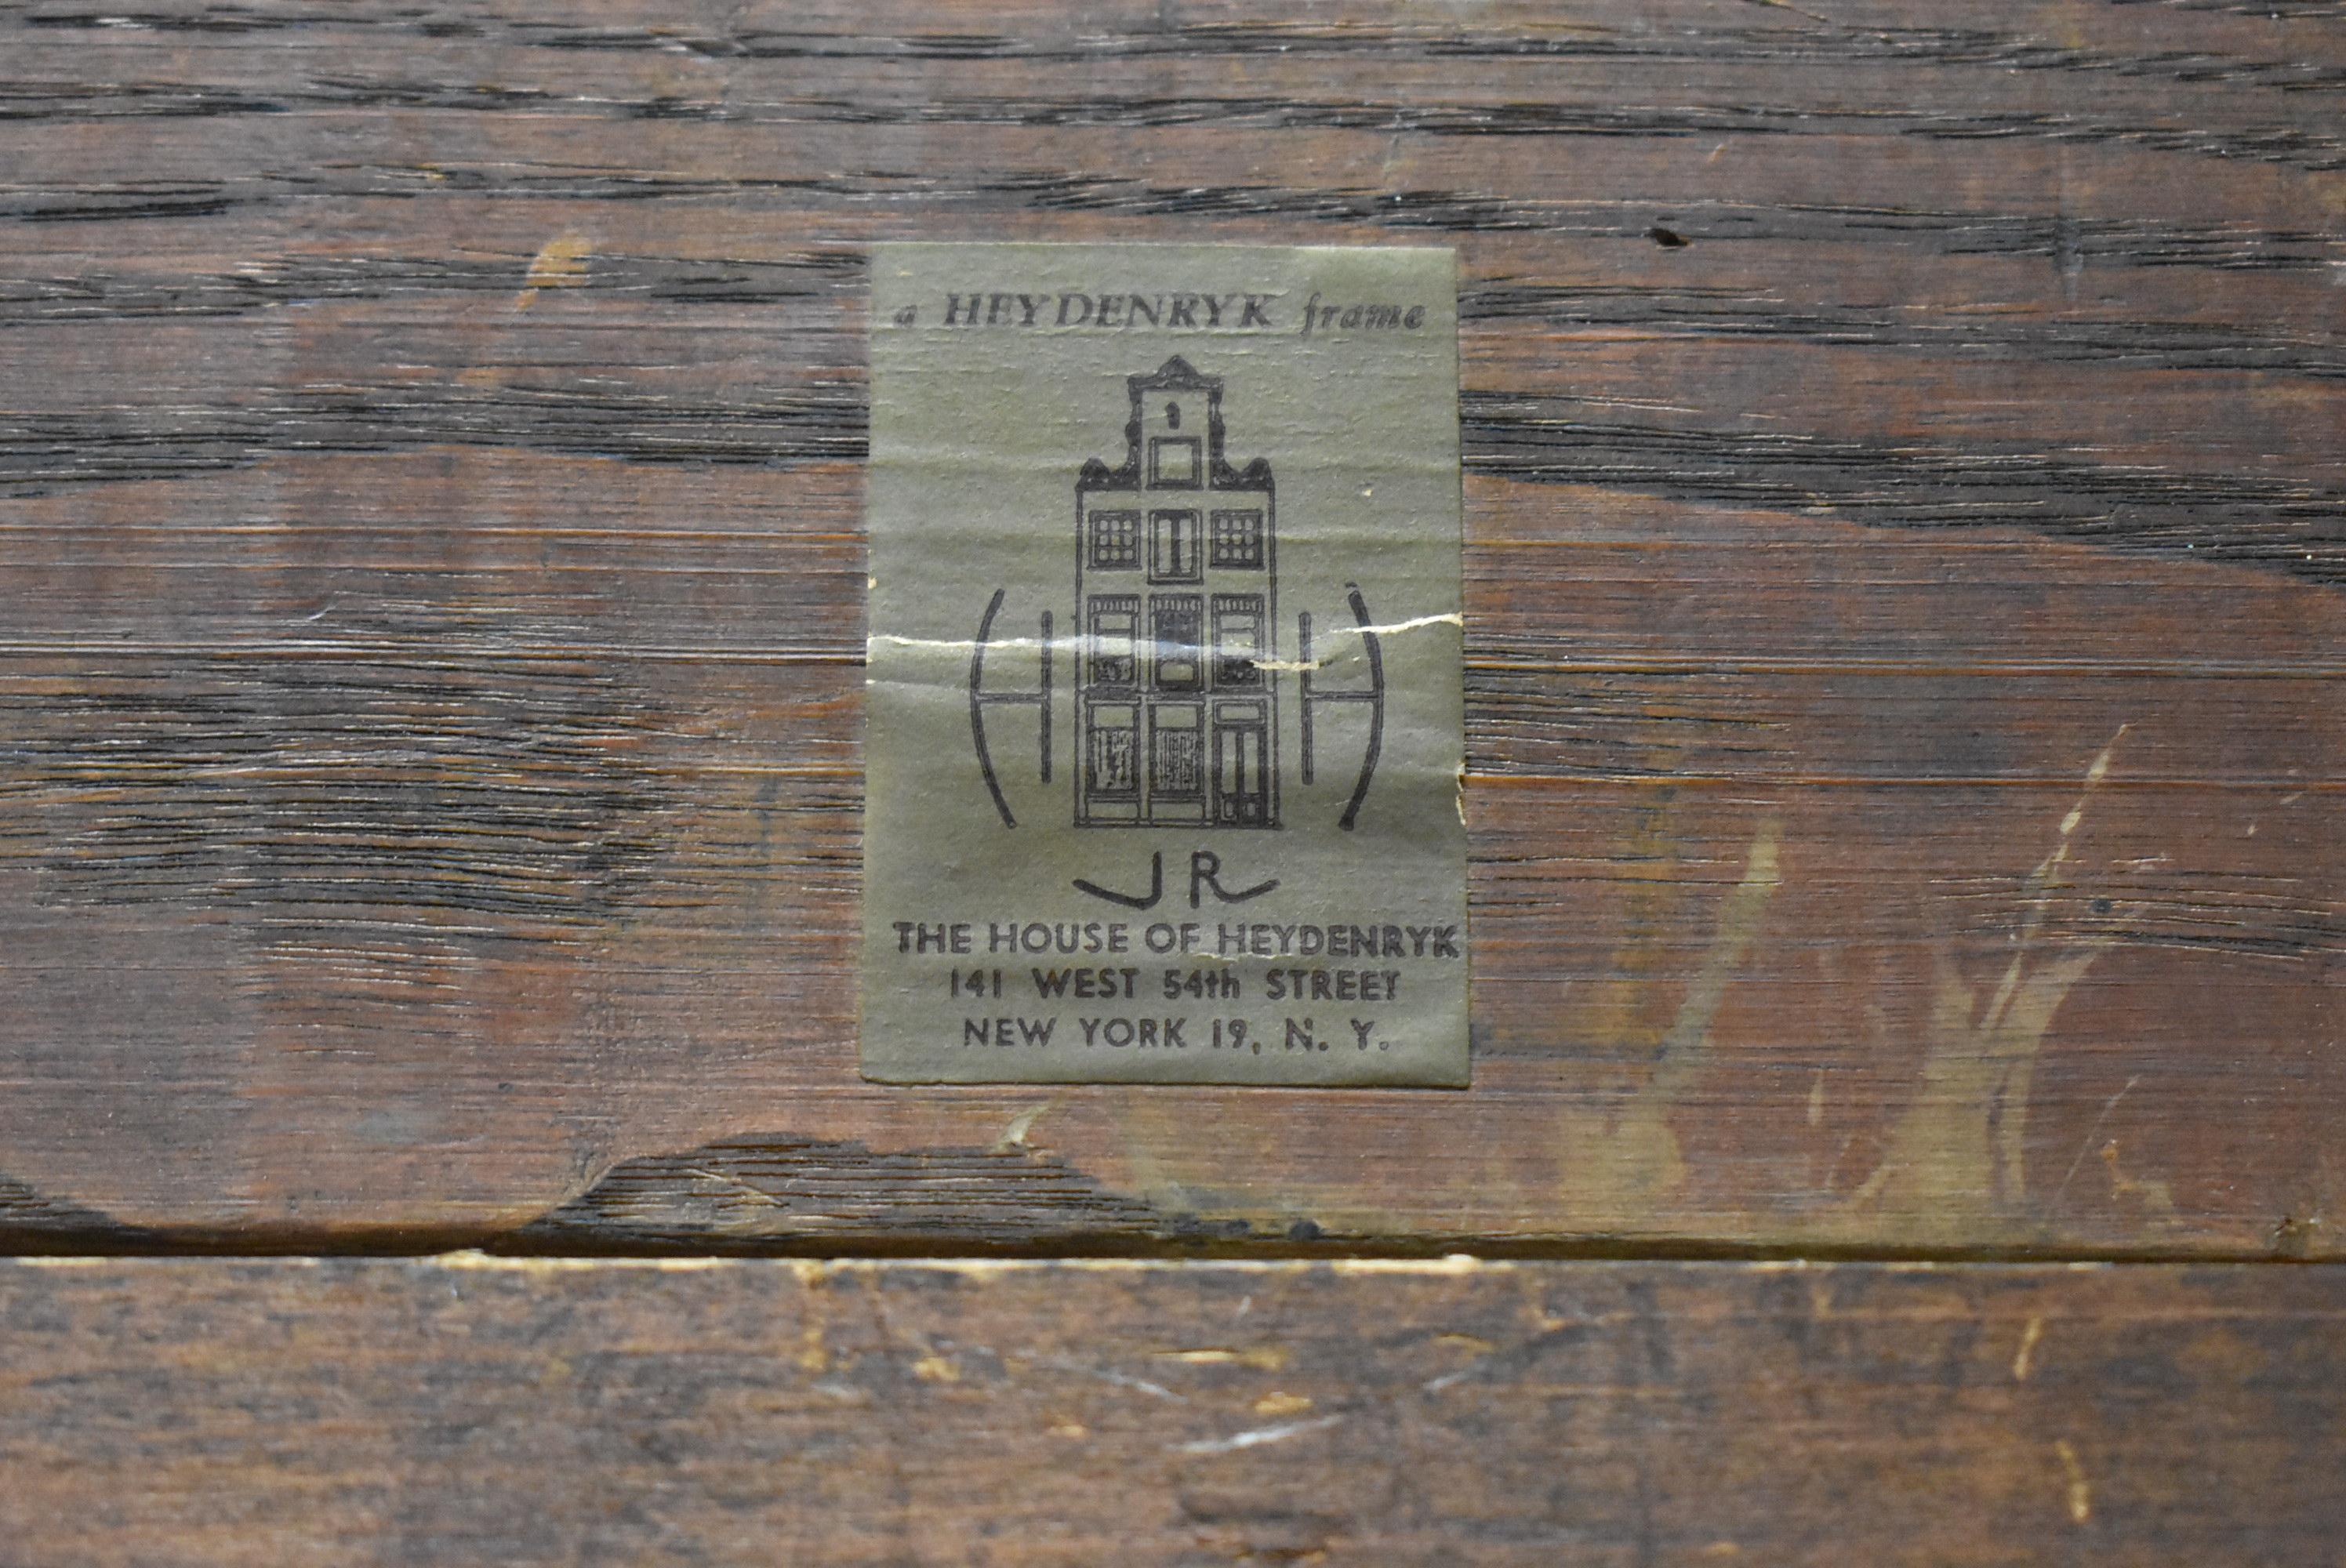 a HEYDENRYK frame
H H
JR
THE HOUSE OF HEYDENRYK
141 WEST 54th STREET
NEW YORK 19, N. Y.